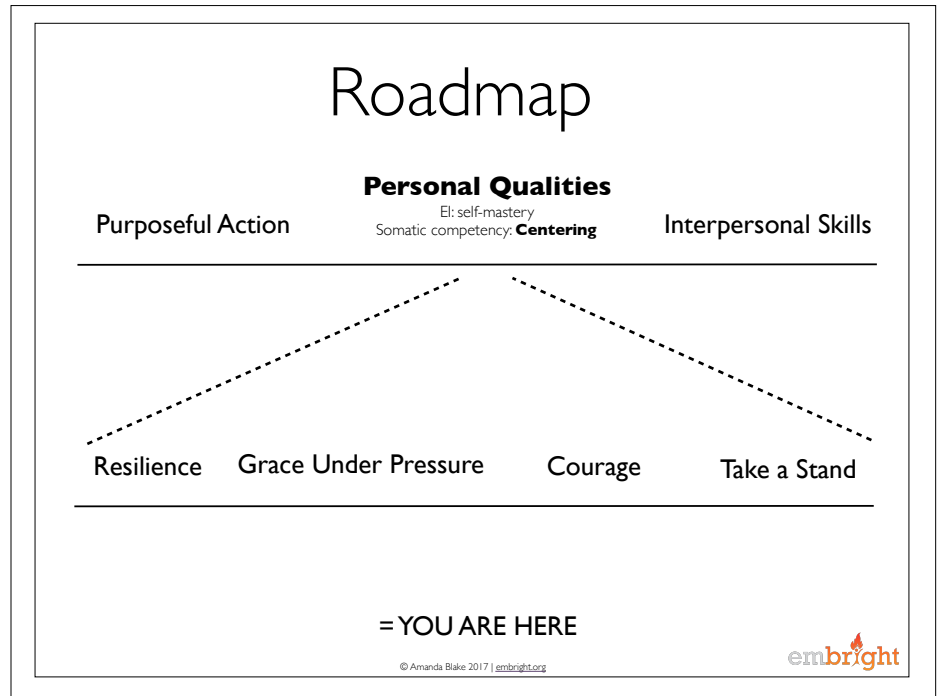 Roadmap
Personal Qualities
EI: self-mastery
Somatic competency: Centering
Purposeful Action
Interpersonal Skills
Resilience
Grace Under Pressure
Courage
Take a Stand
= YOU ARE HERE
© Amanda Blake 2017 | embright.org
embright